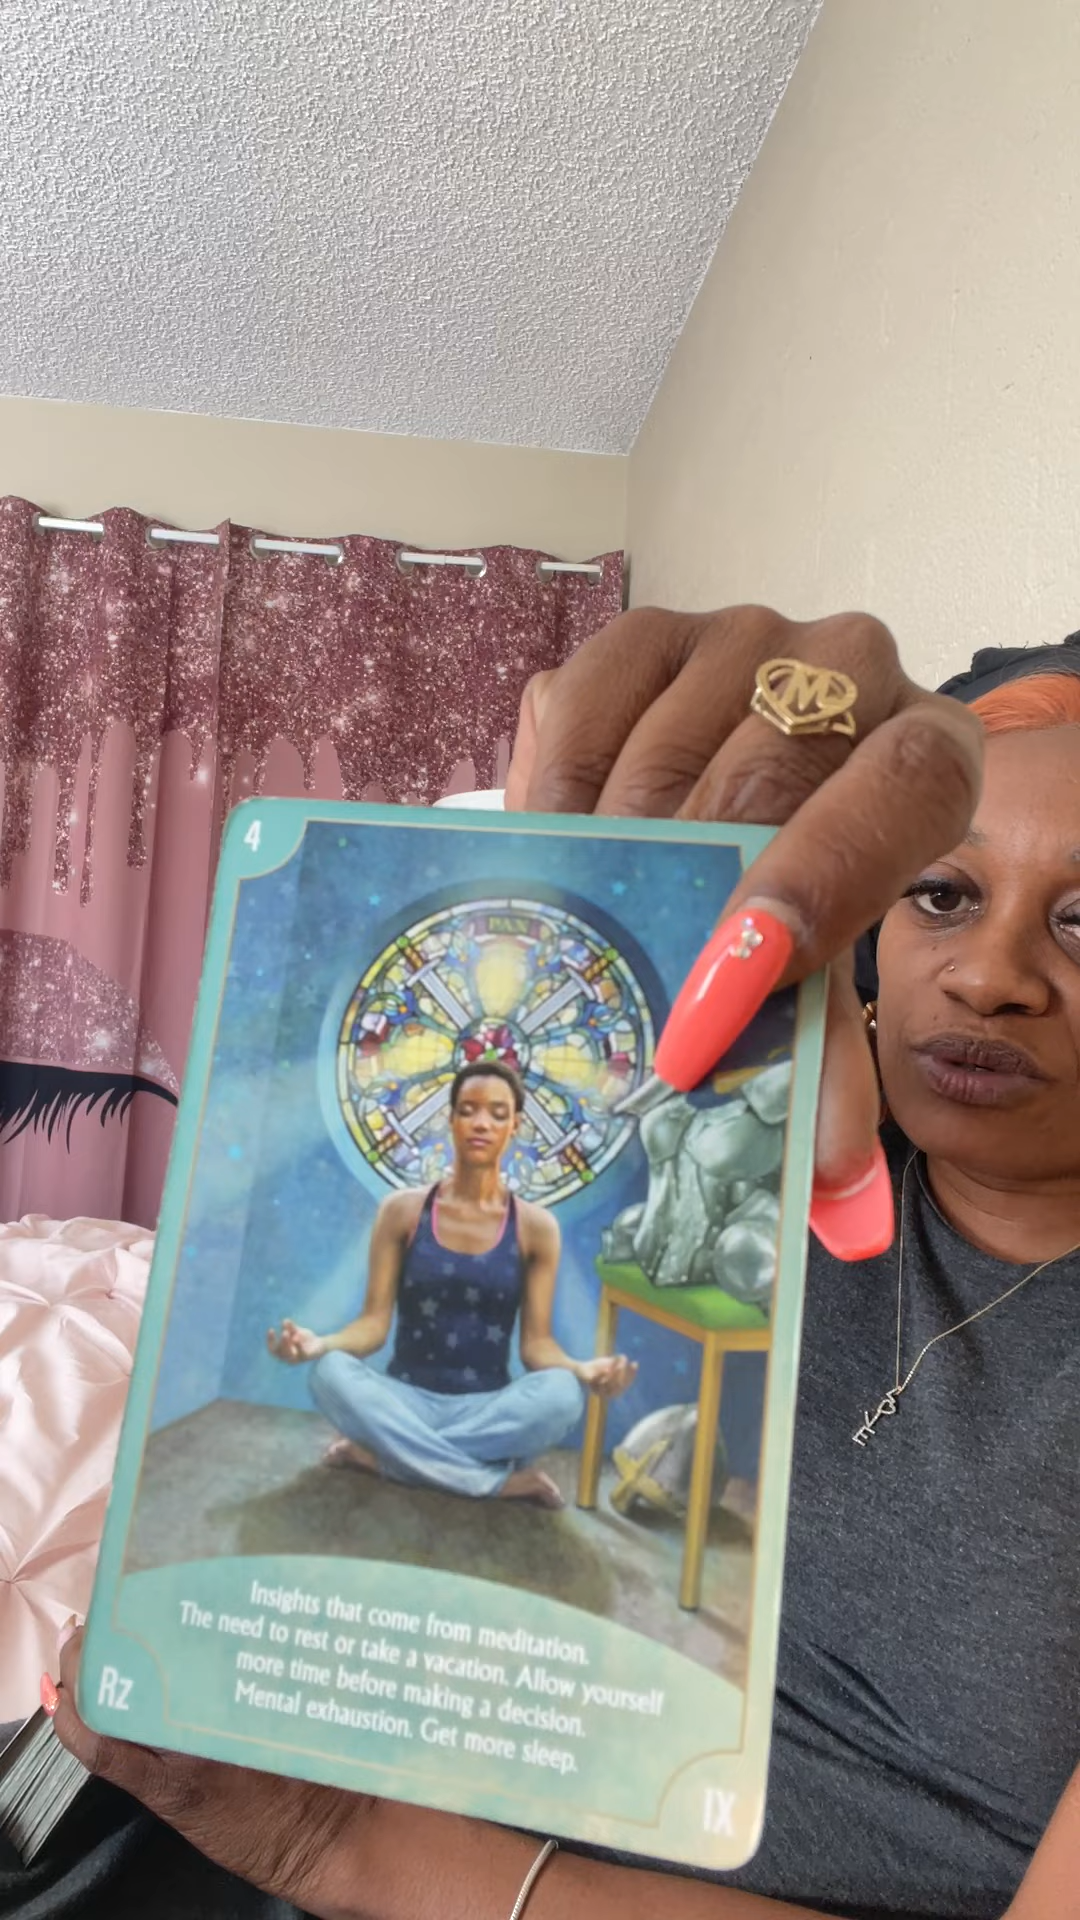 M
4
PAX
Insights that come from meditation.
The need to rest or take a vacation. Allow yourself
more time before making a decision.
Mental exhaustion. Get more sleep.
Rz
IX